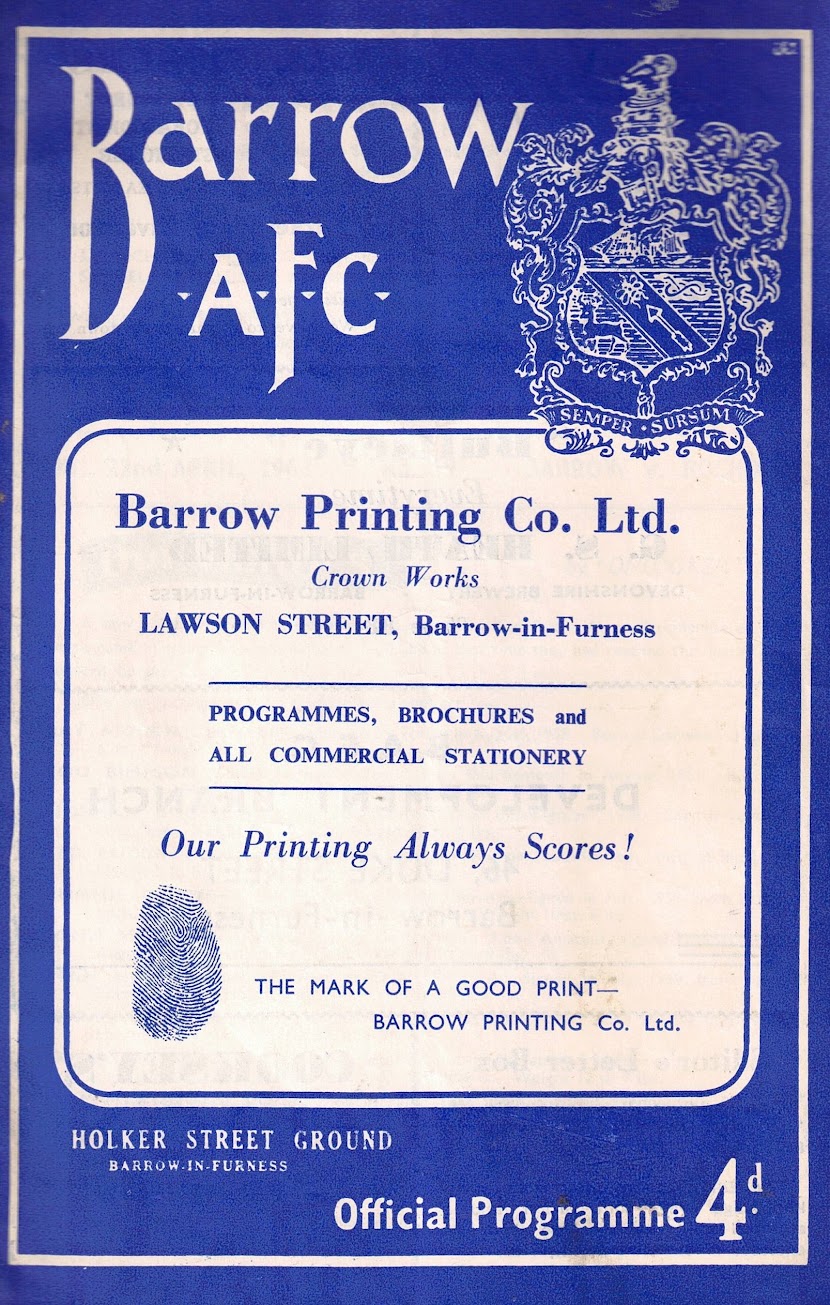 Barrow
A.F.C.
SEMPER • SURSUM
Barrow Printing Co. Ltd.
Crown Works
LAWSON STREET, Barrow-in-Furness
PROGRAMMES, BROCHURES and
ALL COMMERCIAL STATIONERY
Our Printing Always Scores!
THE MARK OF A GOOD PRINT—
BARROW PRINTING Co. Ltd.
HOLKER STREET GROUND
BARROW-IN-FURNESS
Official Programme 4d.